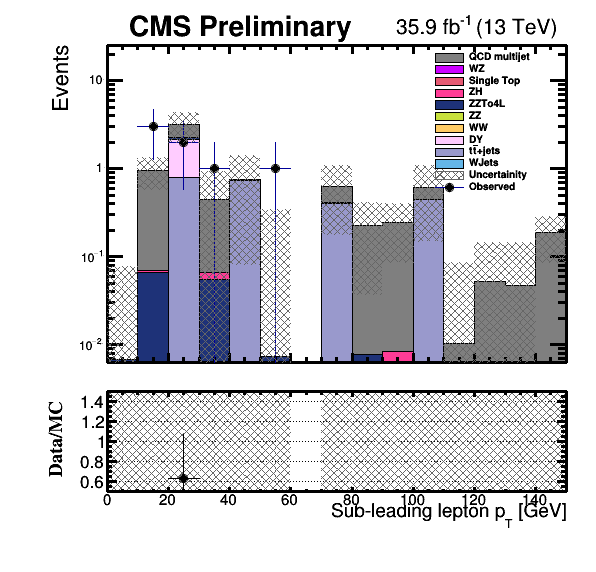 CMS Preliminary
35.9 fb⁻¹ (13 TeV)
Events
10
1
10⁻¹
10⁻²
QCD multijet
WZ
Single Top
ZH
ZZTo4L
ZZ
WW
DY
tt̄+jets
WJets
Uncertainity
Observed
Data/MC
1.4
1.2
1
0.8
0.6
0 20 40 60 80 100 120 140
Sub-leading lepton p_T [GeV]